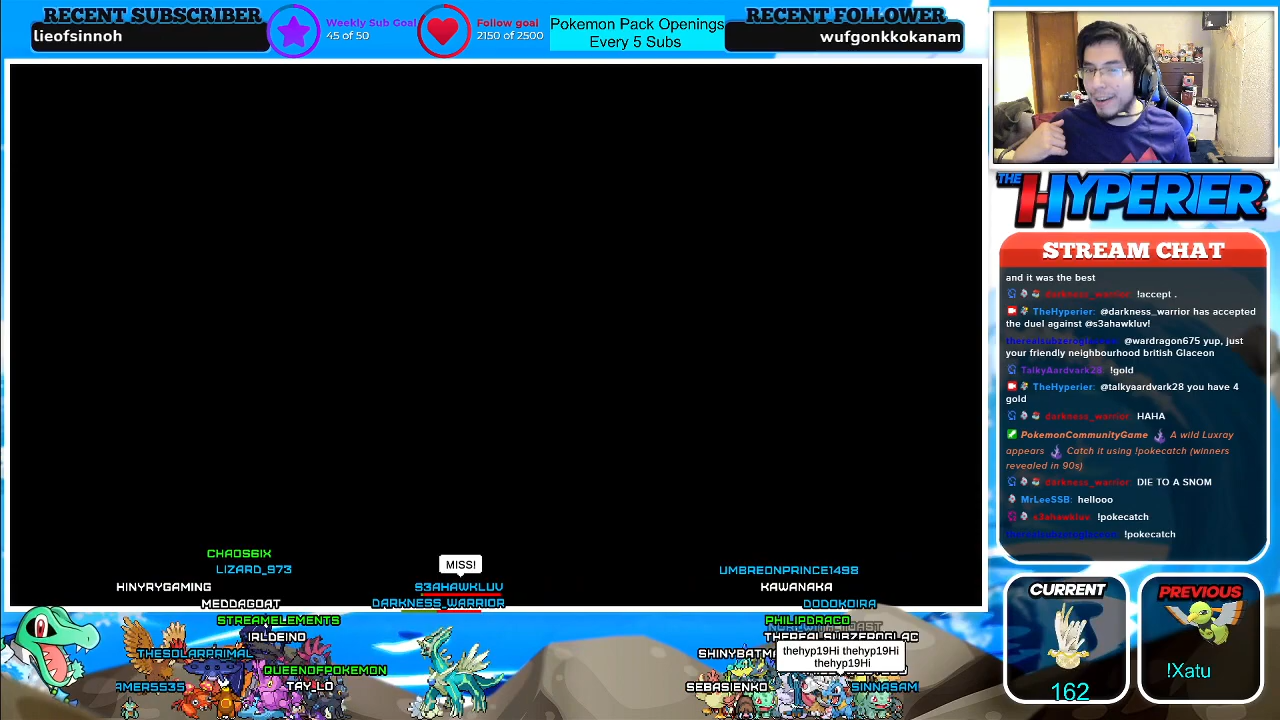 RECENT SUBSCRIBER
lieofsinnoh
Weekly Sub Goal
45 of 50
Follow goal
2150 of 2500
Pokemon Pack Openings
Every 5 Subs
RECENT FOLLOWER
wufgonkkokanam
THE HYPERIER
STREAM CHAT
and it was the best
darkness_warrior: !accept .
TheHyperier: @darkness_warrior has accepted
the duel against @s3ahawkluv!
therealsubzeroglaceon: @wardragon675 yup, just
your friendly neighbourhood british Glaceon
TalkyAardvark28: !gold
TheHyperier: @talkyaardvark28 you have 4
gold
darkness_warrior: HAHA
PokemonCommunityGame A wild Luxray
appears Catch it using !pokecatch (winners
revealed in 90s)
darkness_warrior: DIE TO A SNOM
MrLeeSSB: hellooo
s3ahawkluv: !pokecatch
therealsubzeroglaceon: !pokecatch
CHAOS6IX
LIZARD_973
HINYRYGAMING
MEDDAGOAT
STREAMELEMENTS
IRLDEINO
THESOLARPRIMAL
QUEENOFPOKEMON
AMER5535
TAY_LO
MISS!
S3AHAWKLUV
DARKNESS_WARRIOR
UMBREONPRINCE1498
KAWANAKA
DODOKOIRA
PHILIPDRACO
THEREALSUBZEROGLAC
SHINYBATM
thehyp19Hi thehyp19Hi
thehyp19Hi
SEBASIENKO
SINNASAM
CURRENT
162
PREVIOUS
!Xatu